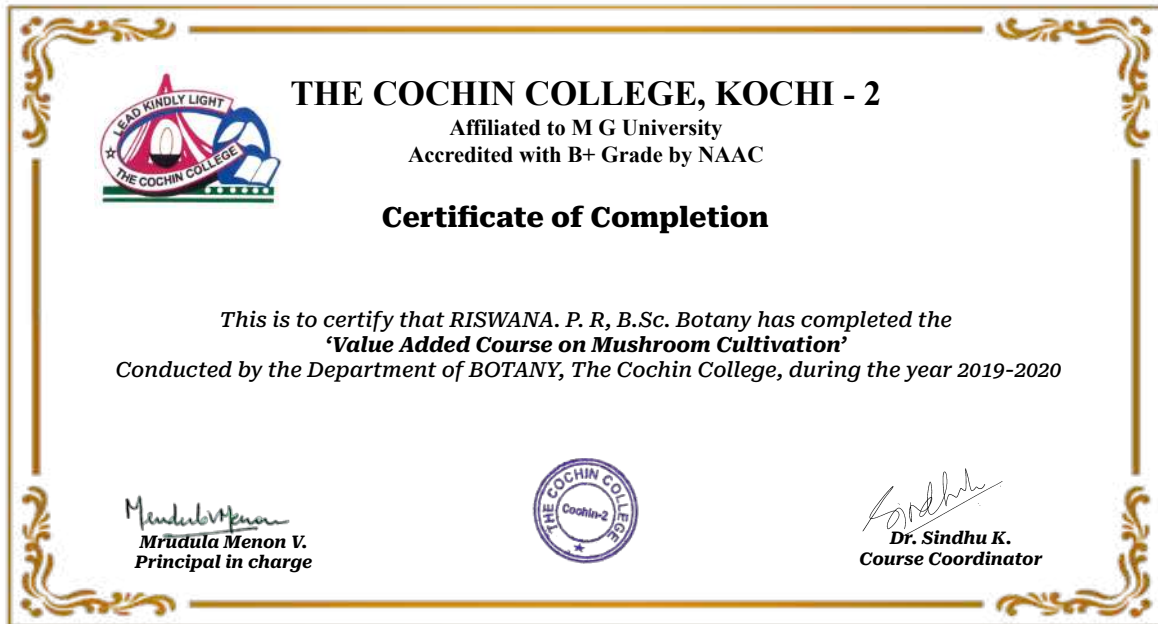 LEAD KINDLY LIGHT
THE COCHIN COLLEGE
THE COCHIN COLLEGE, KOCHI - 2
Affiliated to M G University
Accredited with B+ Grade by NAAC
Certificate of Completion
This is to certify that RISWANA. P. R, B.Sc. Botany has completed the
‘Value Added Course on Mushroom Cultivation’
Conducted by the Department of BOTANY, The Cochin College, during the year 2019-2020
THE COCHIN COLLEGE
Cochin-2
Sindhu
Mrudula Menon V.
Principal in charge
Dr. Sindhu K.
Course Coordinator